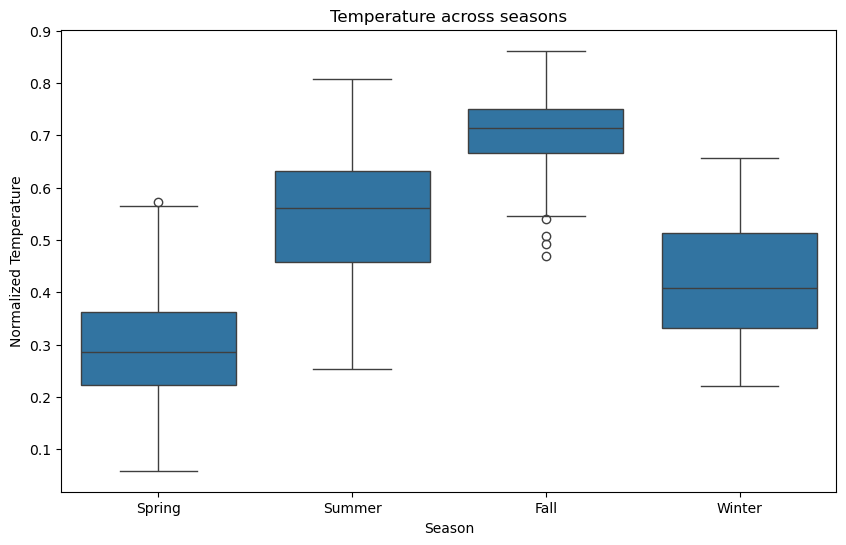 Temperature across seasons
Normalized Temperature
0.9
0.8
0.7
0.6
0.5
0.4
0.3
0.2
0.1
Spring
Summer
Fall
Winter
Season